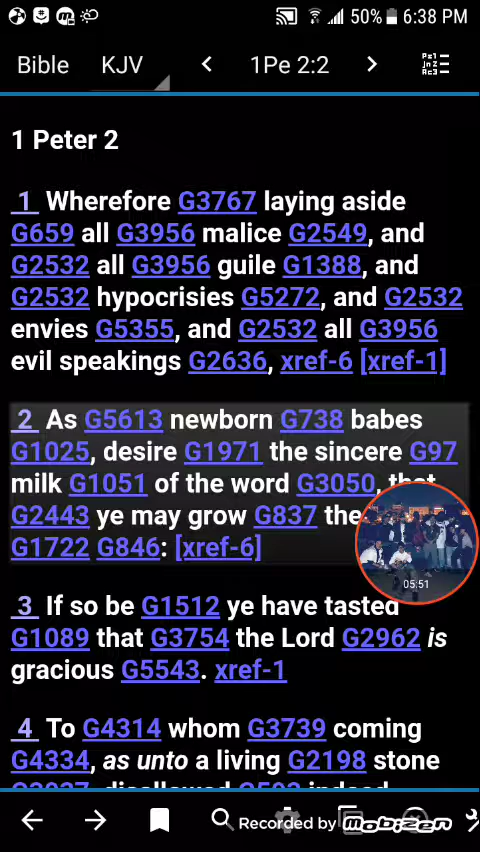 50% 6:38 PM
Bible KJV < 1Pe 2:2 >
1 Peter 2
1 Wherefore G3767 laying aside
G659 all G3956 malice G2549, and
G2532 all G3956 guile G1388, and
G2532 hypocrisies G5272, and G2532
envies G5355, and G2532 all G3956
evil speakings G2636, xref-6 [xref-1]
2 As G5613 newborn G738 babes
G1025, desire G1971 the sincere G97
milk G1051 of the word G3050, that
G2443 ye may grow G837 the
G1722 G846: [xref-6]
05:51
3 If so be G1512 ye have tasted
G1089 that G3754 the Lord G2962 is
gracious G5543. xref-1
4 To G4314 whom G3739 coming
G4334, as unto a living G2198 stone
disallowed indeed
Recorded by mobizen